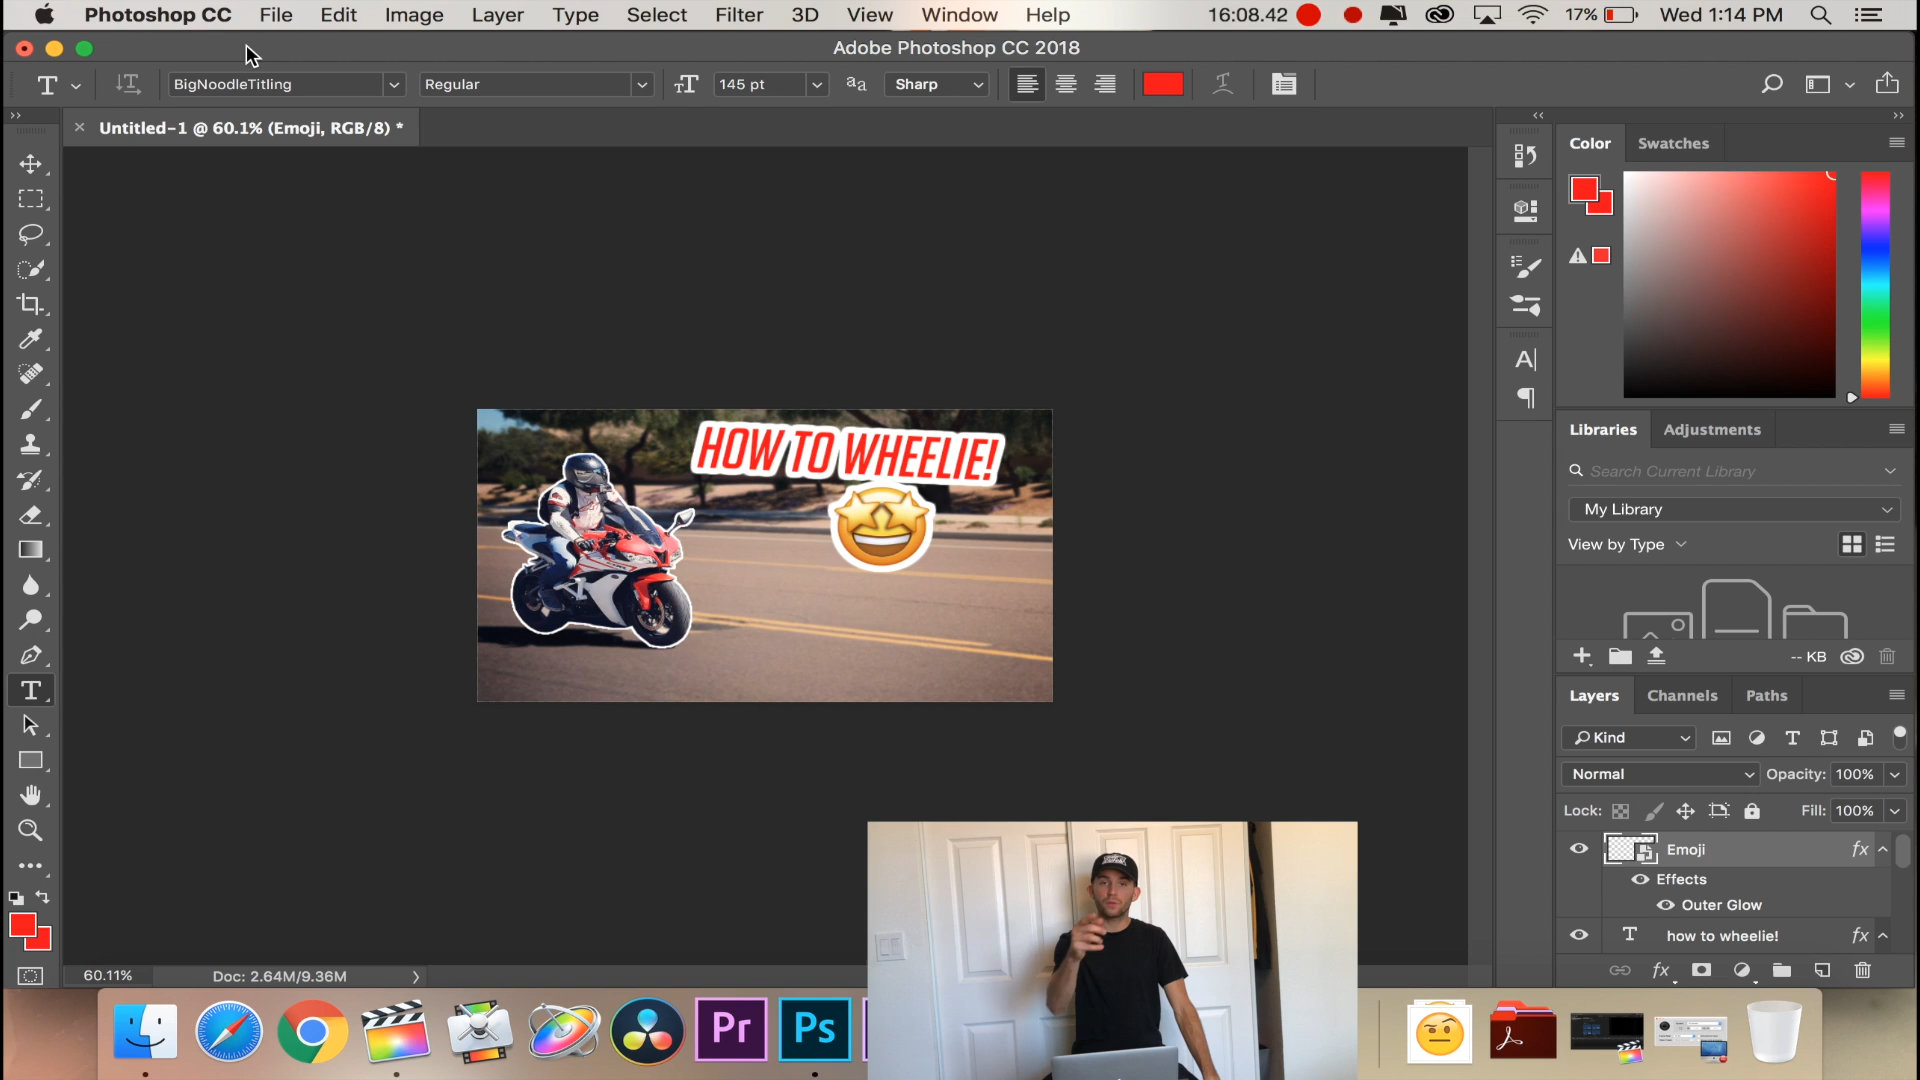 Photoshop CC File Edit Image Layer Type Select Filter 3D View Window Help 16:08.42 17% Wed 1:14 PM
Adobe Photoshop CC 2018
T BigNoodleTitling Regular 145 pt Sharp
× Untitled-1 @ 60.1% (Emoji, RGB/8) *
Color Swatches
HOW TO WHEELIE!
Libraries Adjustments
Search Current Library
My Library
View by Type
-- KB
Layers Channels Paths
Kind
Normal Opacity: 100%
Lock: Fill: 100%
Emoji fx
Effects
Outer Glow
T how to wheelie! fx
fx
60.11% Doc: 2.64M/9.36M
Pr Ps